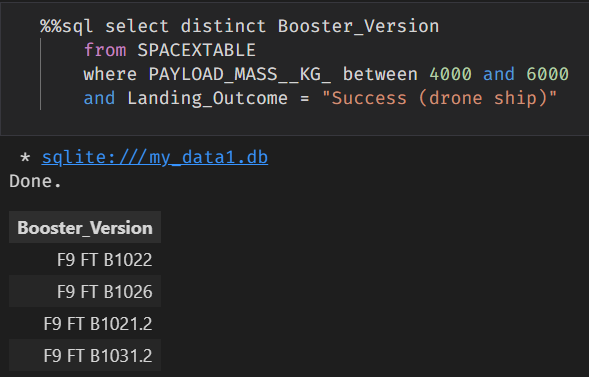 %%sql select distinct Booster_Version
from SPACEXTABLE
where PAYLOAD_MASS__KG_ between 4000 and 6000
and Landing_Outcome = "Success (drone ship)"
* sqlite:///my_data1.db
Done.
Booster_Version
F9 FT B1022
F9 FT B1026
F9 FT B1021.2
F9 FT B1031.2